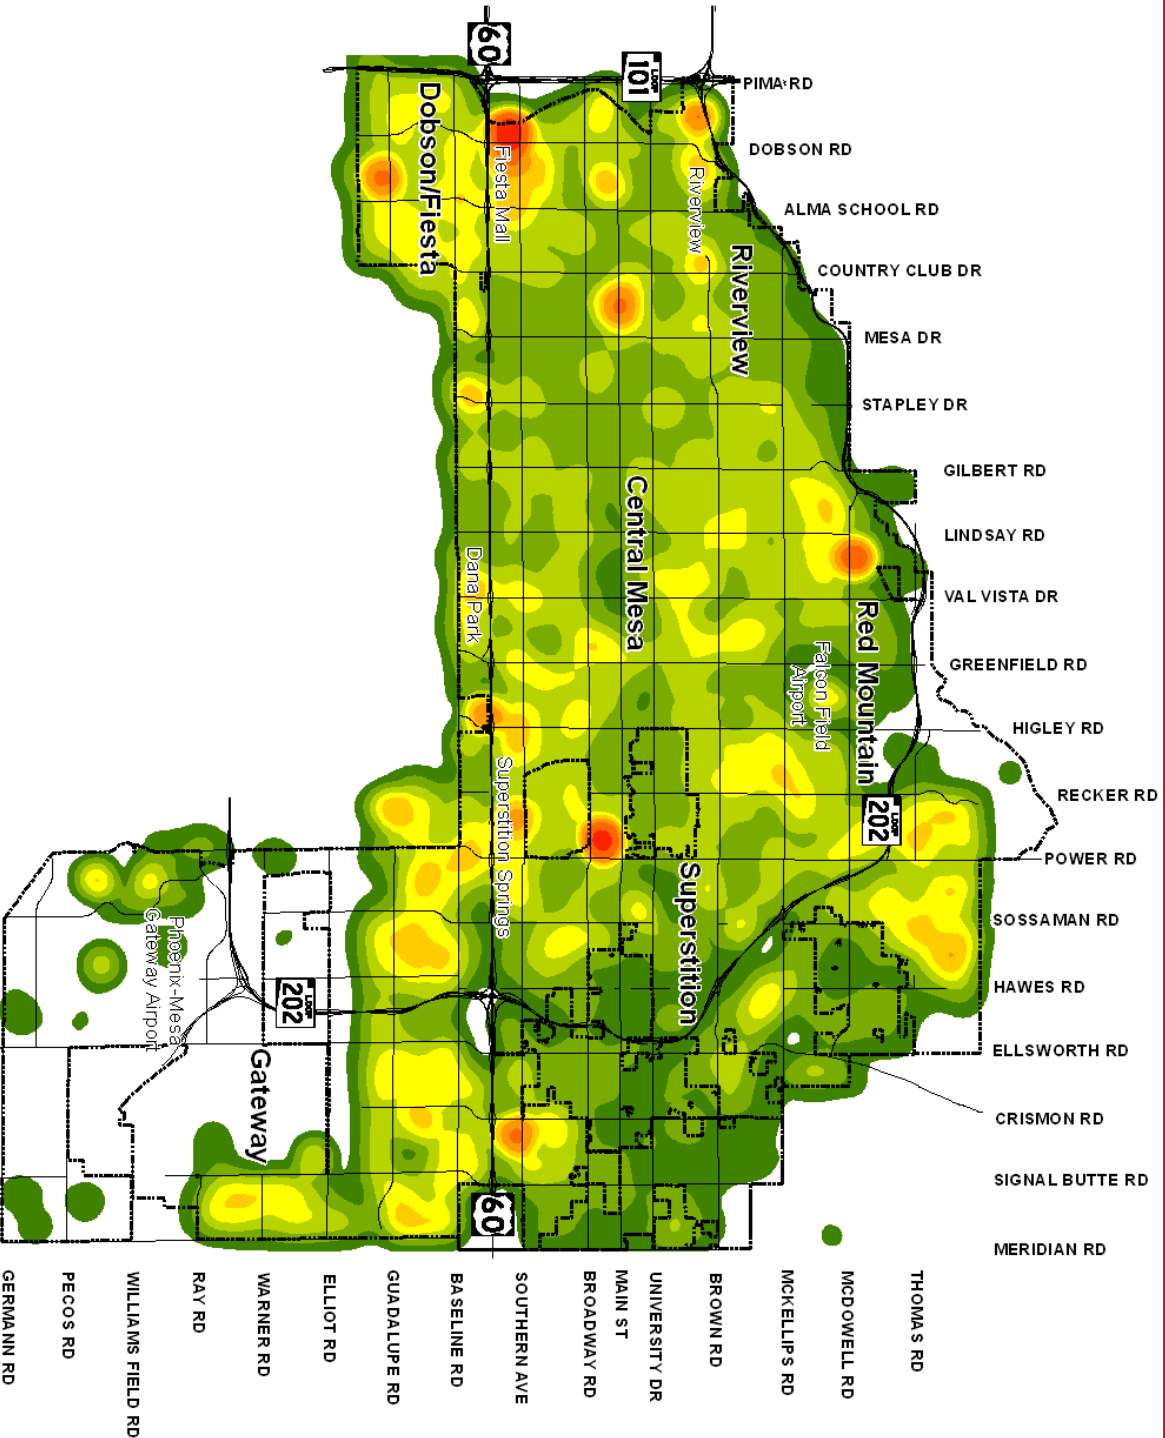 60
LOOP
101
PIMA RD
DOBSON RD
ALMA SCHOOL RD
COUNTRY CLUB DR
MESA DR
STAPLEY DR
GILBERT RD
LINDSAY RD
VAL VISTA DR
GREENFIELD RD
HIGLEY RD
RECKER RD
POWER RD
SOSSAMAN RD
HAWES RD
ELLSWORTH RD
CRISMON RD
SIGNAL BUTTE RD
MERIDIAN RD
Dobson/Fiesta
Fiesta Mall
Riverview
Riverview
Central Mesa
Dana Park
Red Mountain
Falcon Field
Airport
LOOP
202
Superstition Springs
Superstition
Phoenix-Mesa
Gateway Airport
LOOP
202
Gateway
60
GERMANN RD
PECOS RD
WILLIAMS FIELD RD
RAY RD
WARNER RD
ELLIOT RD
GUADALUPE RD
BASELINE RD
SOUTHERN AVE
BROADWAY RD
MAIN ST
UNIVERSITY DR
BROWN RD
MCKELLIPS RD
MCDOWELL RD
THOMAS RD